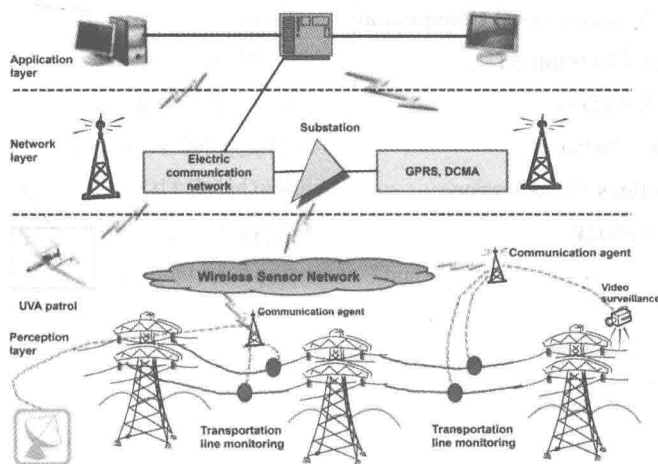 Application
layer
Network
layer
Substation
Electric
communication
network
GPRS, DCMA
Communication agent
Wireless Sensor Network
UVA patrol
Video
surveillance
Communication agent
Perception
layer
Transportation
line monitoring
Transportation
line monitoring